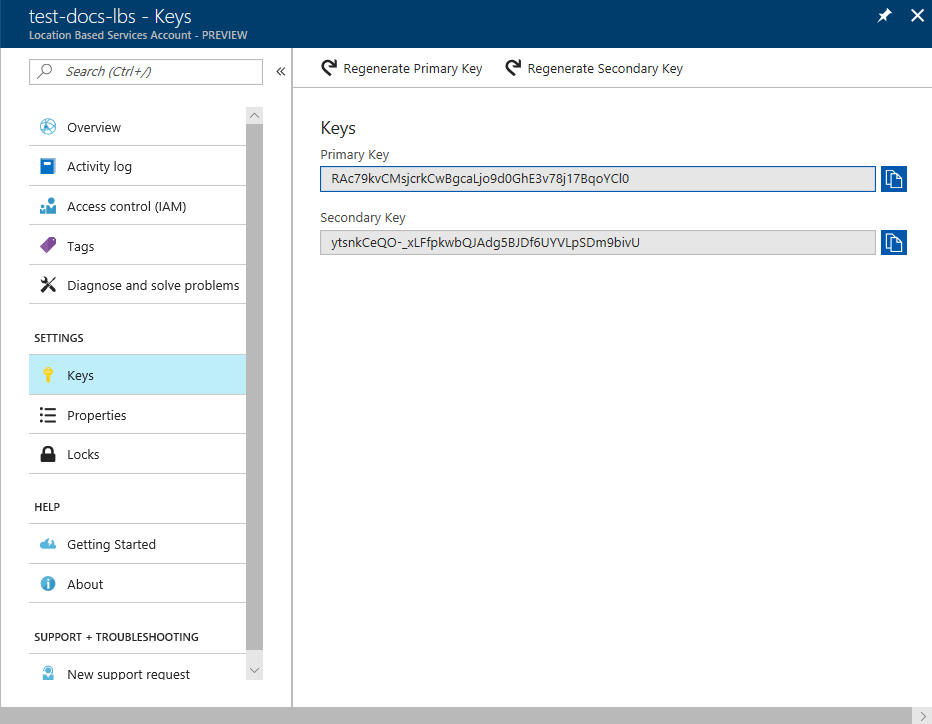 test-docs-lbs - Keys
Location Based Services Account - PREVIEW
Search (Ctrl+/)
«
Overview
Activity log
Access control (IAM)
Tags
Diagnose and solve problems
SETTINGS
Keys
Properties
Locks
HELP
Getting Started
About
SUPPORT + TROUBLESHOOTING
New support request
Regenerate Primary Key
Regenerate Secondary Key
Keys
Primary Key
RAc79kvCMsjcrkCwBgcaLjo9d0GhE3v78j17BqoYCl0
Secondary Key
ytsnkCeQO-_xLFfpkwbQJAdg5BJDf6UYVLpSDm9bivU